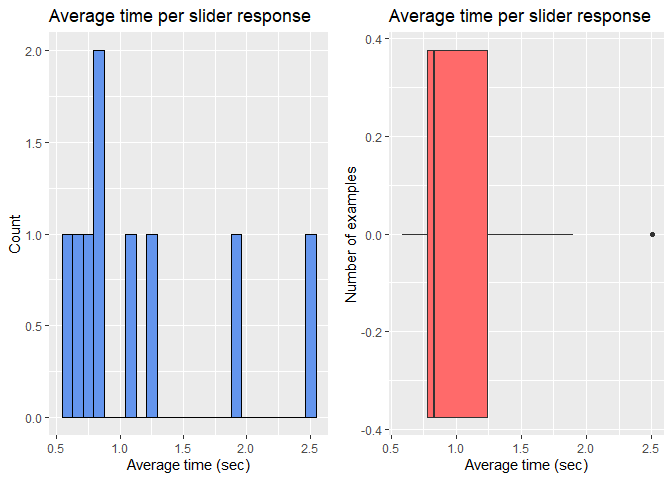 Average time per slider response
2.0
1.5
1.0
0.5
0.0
Count
0.5 1.0 1.5 2.0 2.5
Average time (sec)
Average time per slider response
0.4
0.2
0.0
-0.2
-0.4
Number of examples
0.5 1.0 1.5 2.0 2.5
Average time (sec)